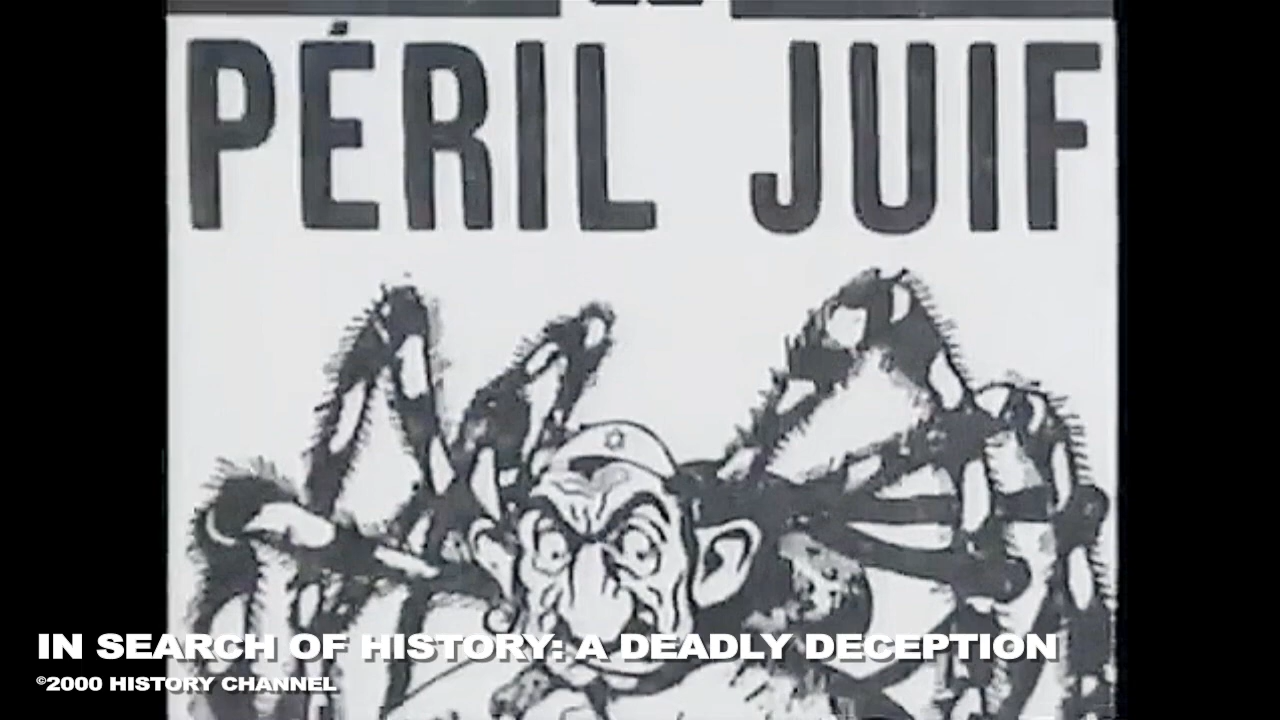 PÉRIL JUIF
IN SEARCH OF HISTORY: A DEADLY DECEPTION
©2000 HISTORY CHANNEL